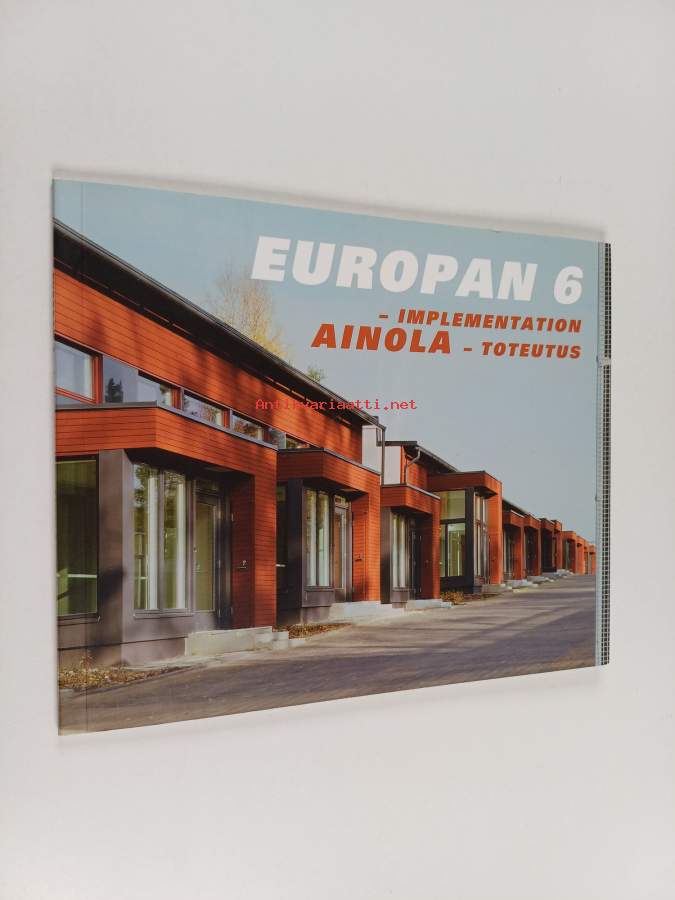 EUROPAN 6
– IMPLEMENTATION
AINOLA – TOTEUTUS
Antikvariaatti.net